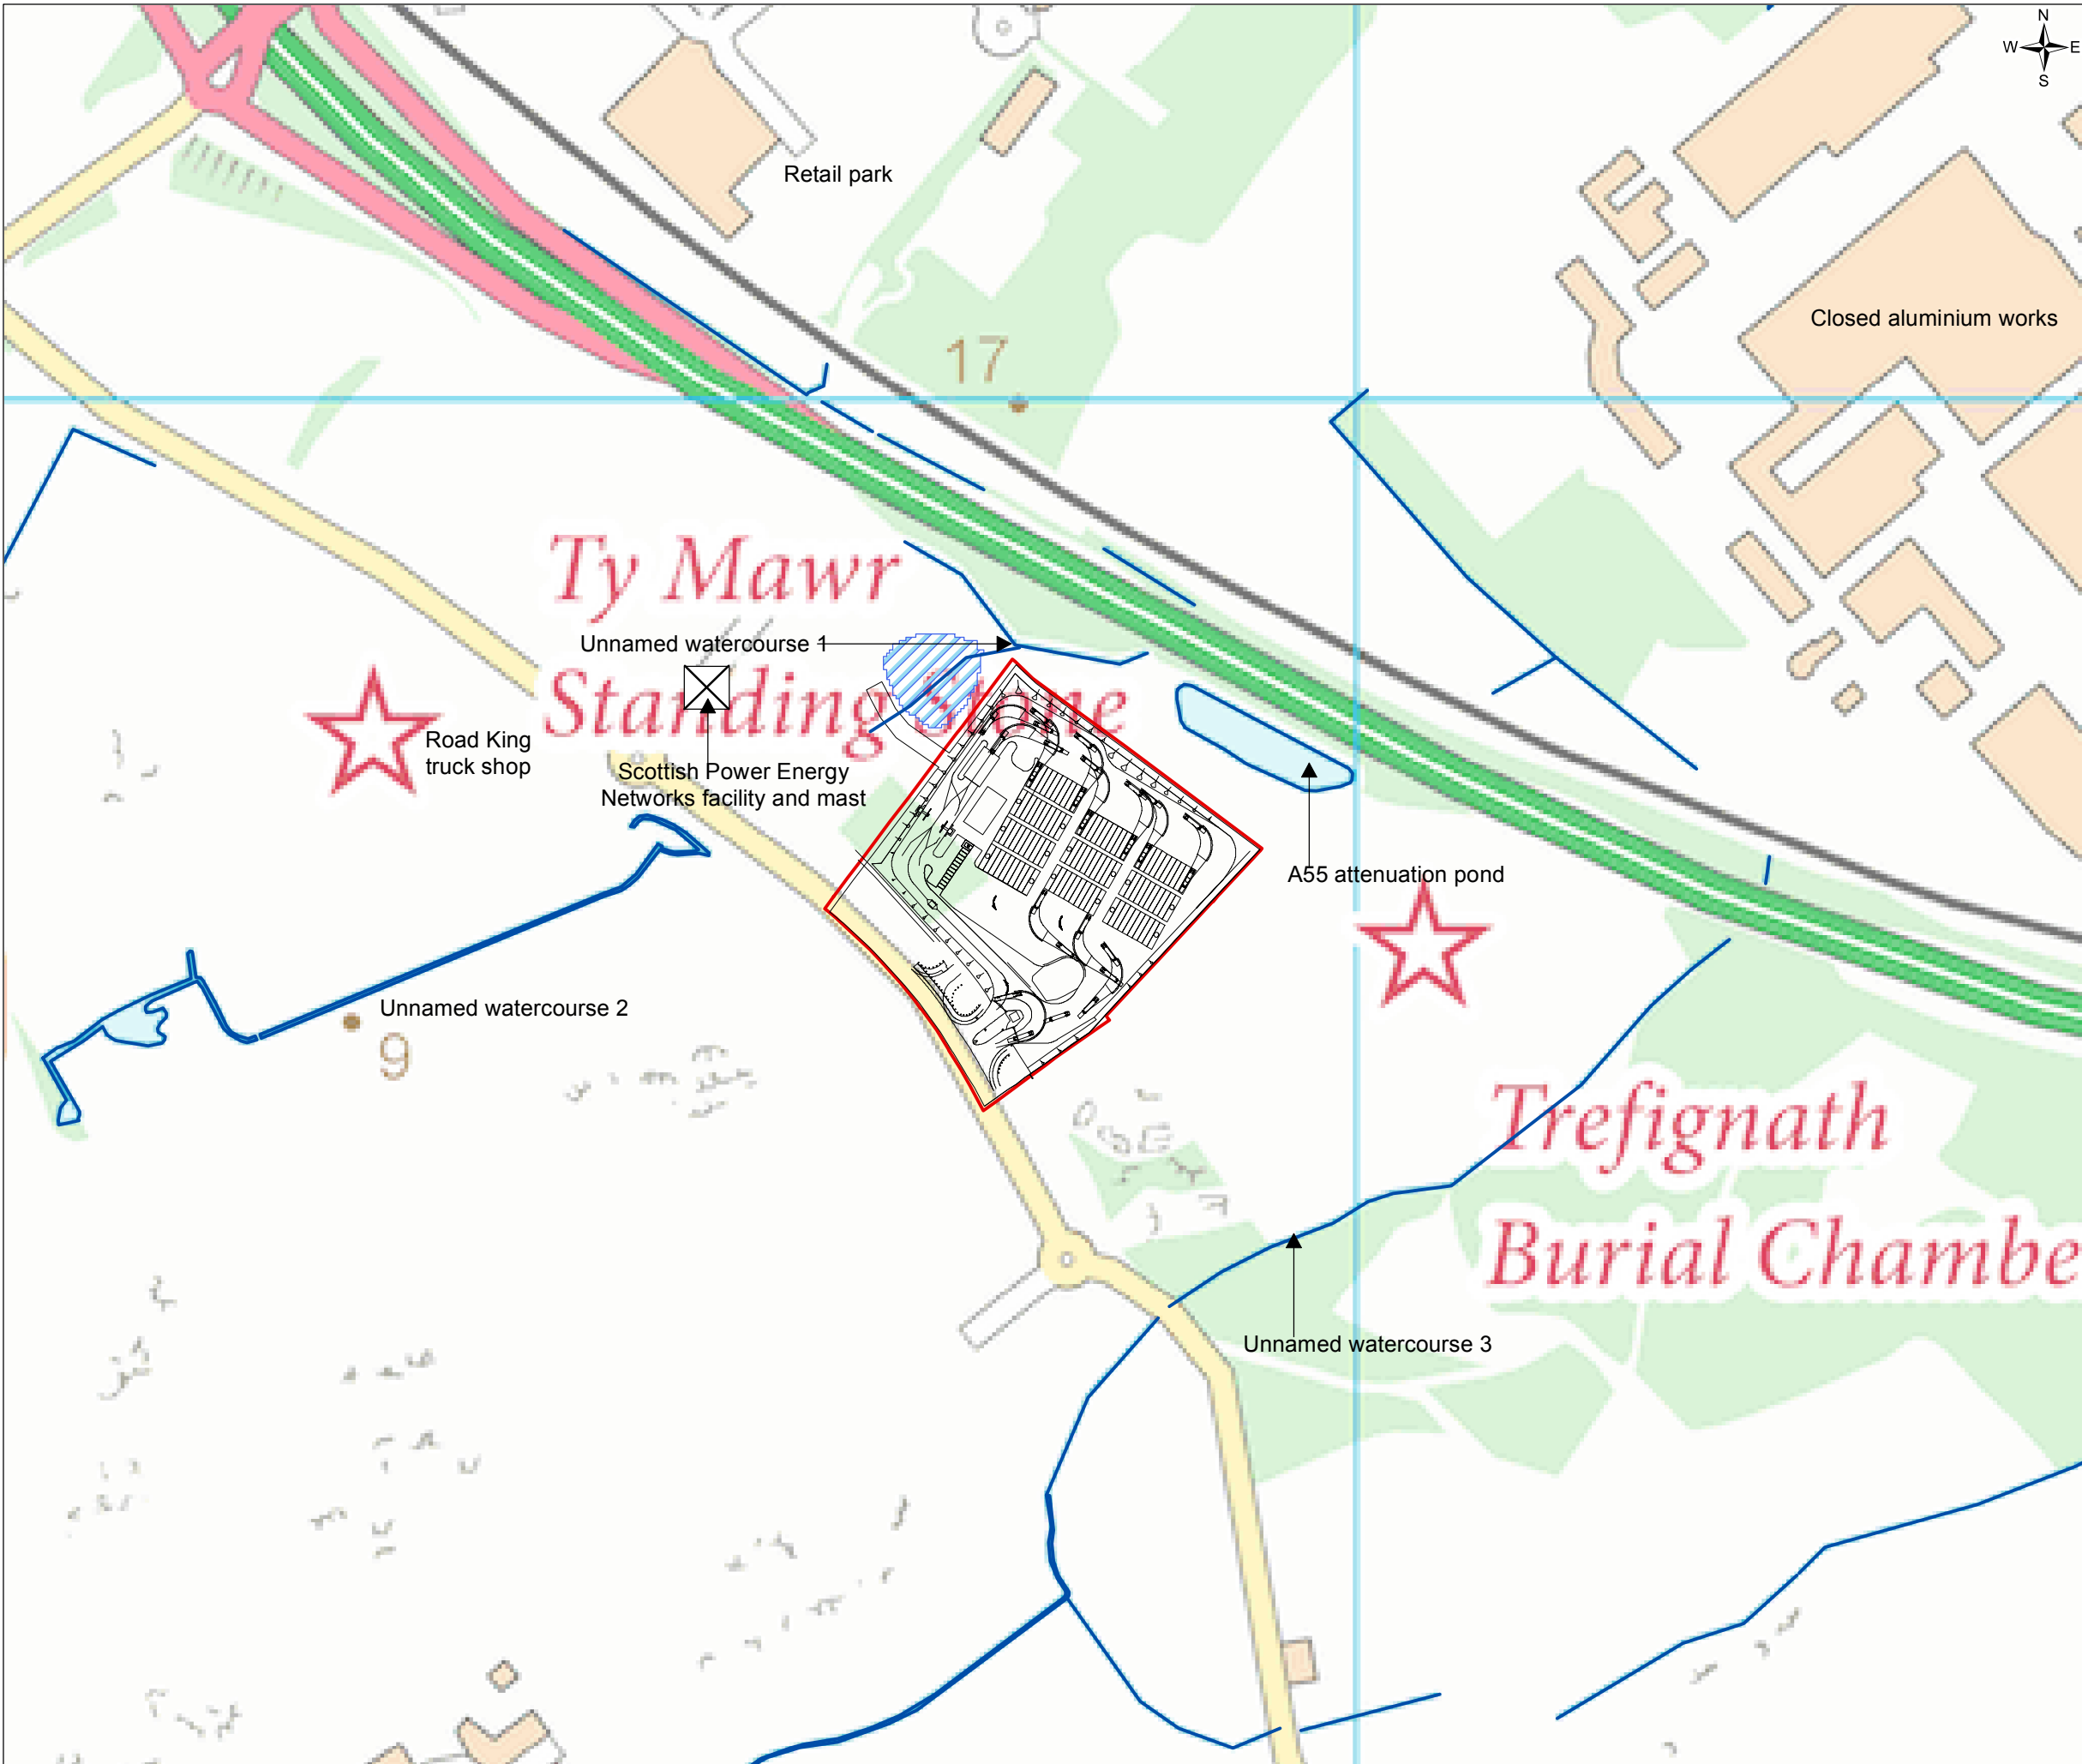 N
W E
S
Retail park
Closed aluminium works
17
Ty Mawr
Unnamed watercourse 1
Standing Stone
Road King
truck shop
Scottish Power Energy
Networks facility and mast
A55 attenuation pond
Unnamed watercourse 2
9
Trefignath
Burial Chambe
Unnamed watercourse 3